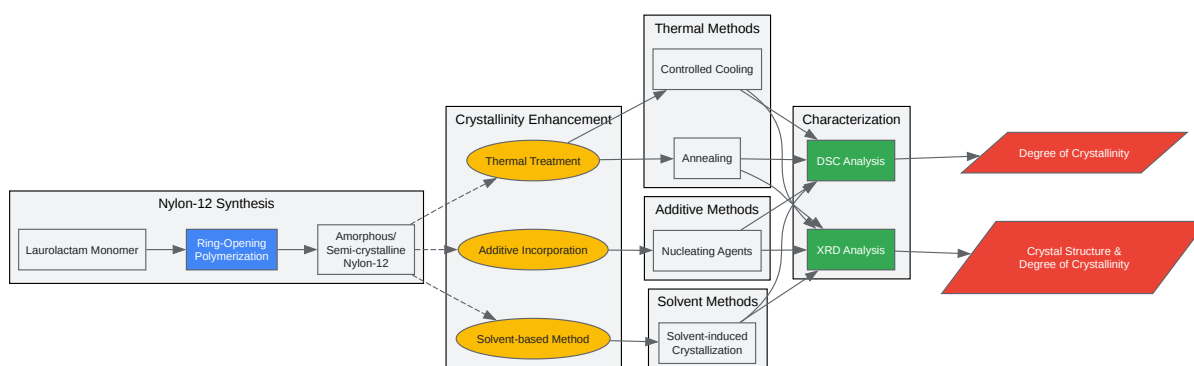 Nylon-12 Synthesis
Laurolactam Monomer
Ring-Opening
Polymerization
Amorphous/
Semi-crystalline
Nylon-12
Crystallinity Enhancement
Thermal Treatment
Additive Incorporation
Solvent-based Method
Thermal Methods
Controlled Cooling
Annealing
Additive Methods
Nucleating Agents
Solvent Methods
Solvent-induced
Crystallization
Characterization
DSC Analysis
XRD Analysis
Degree of Crystallinity
Crystal Structure &
Degree of Crystallinity